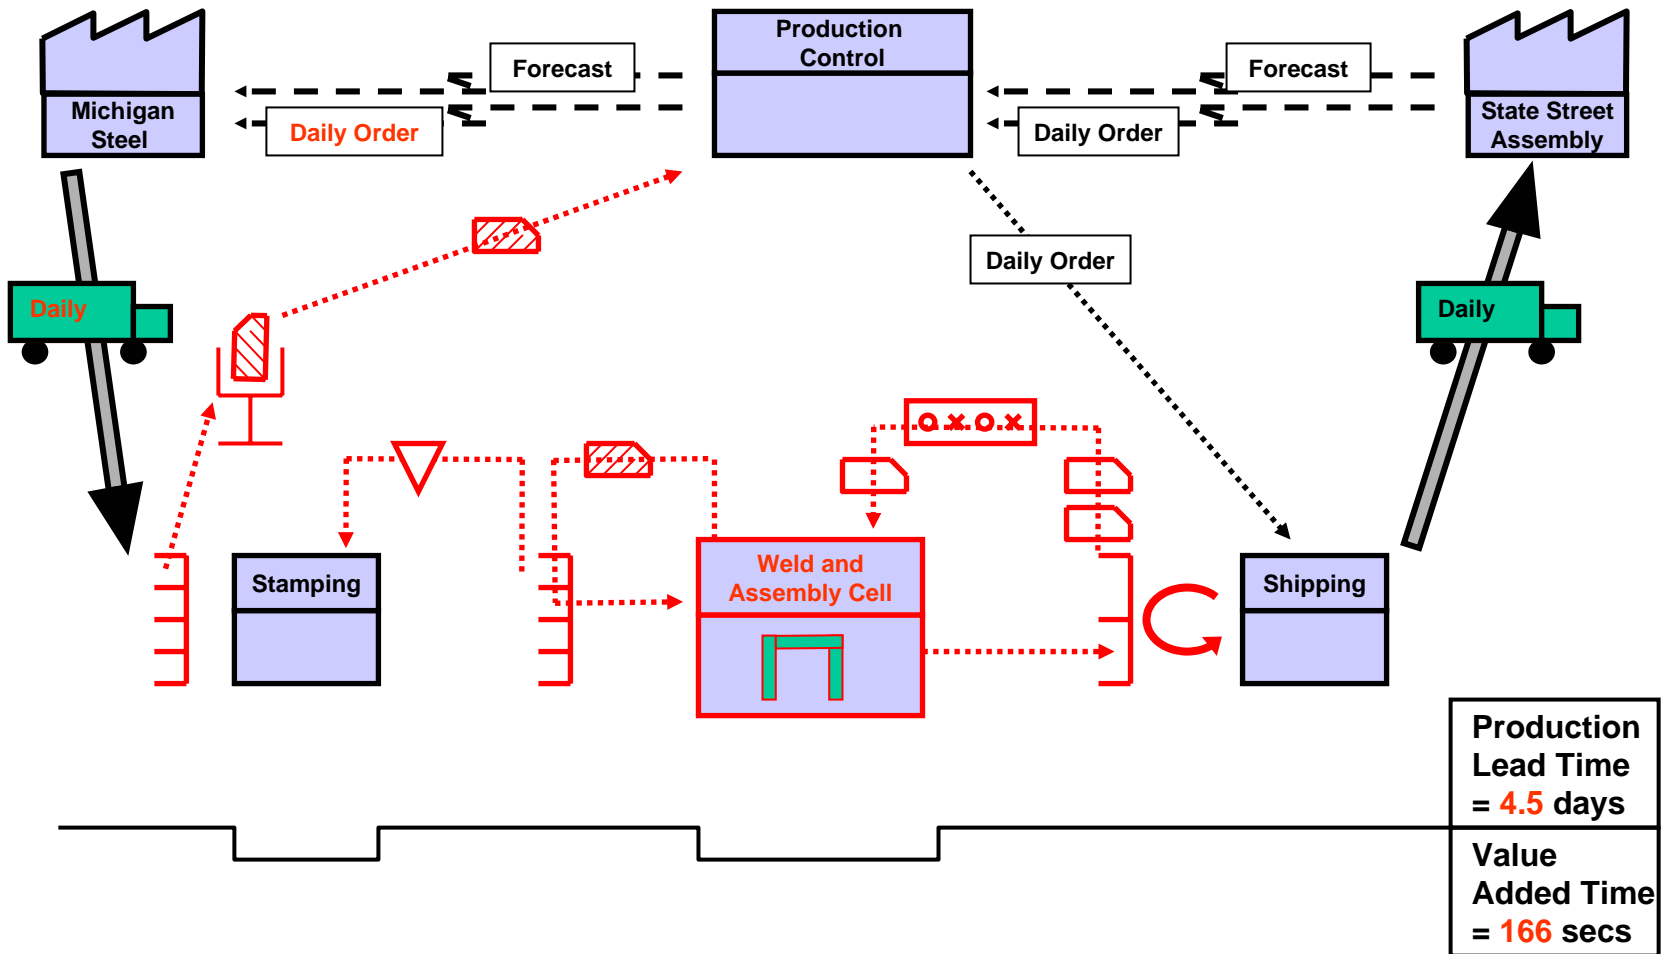 Production
Control
Forecast
Forecast
Michigan
Steel
Daily Order
Daily Order
State Street
Assembly
Daily Order
Daily
Daily
Stamping
Weld and
Assembly Cell
Shipping
Production
Lead Time
= 4.5 days
Value
Added Time
= 166 secs